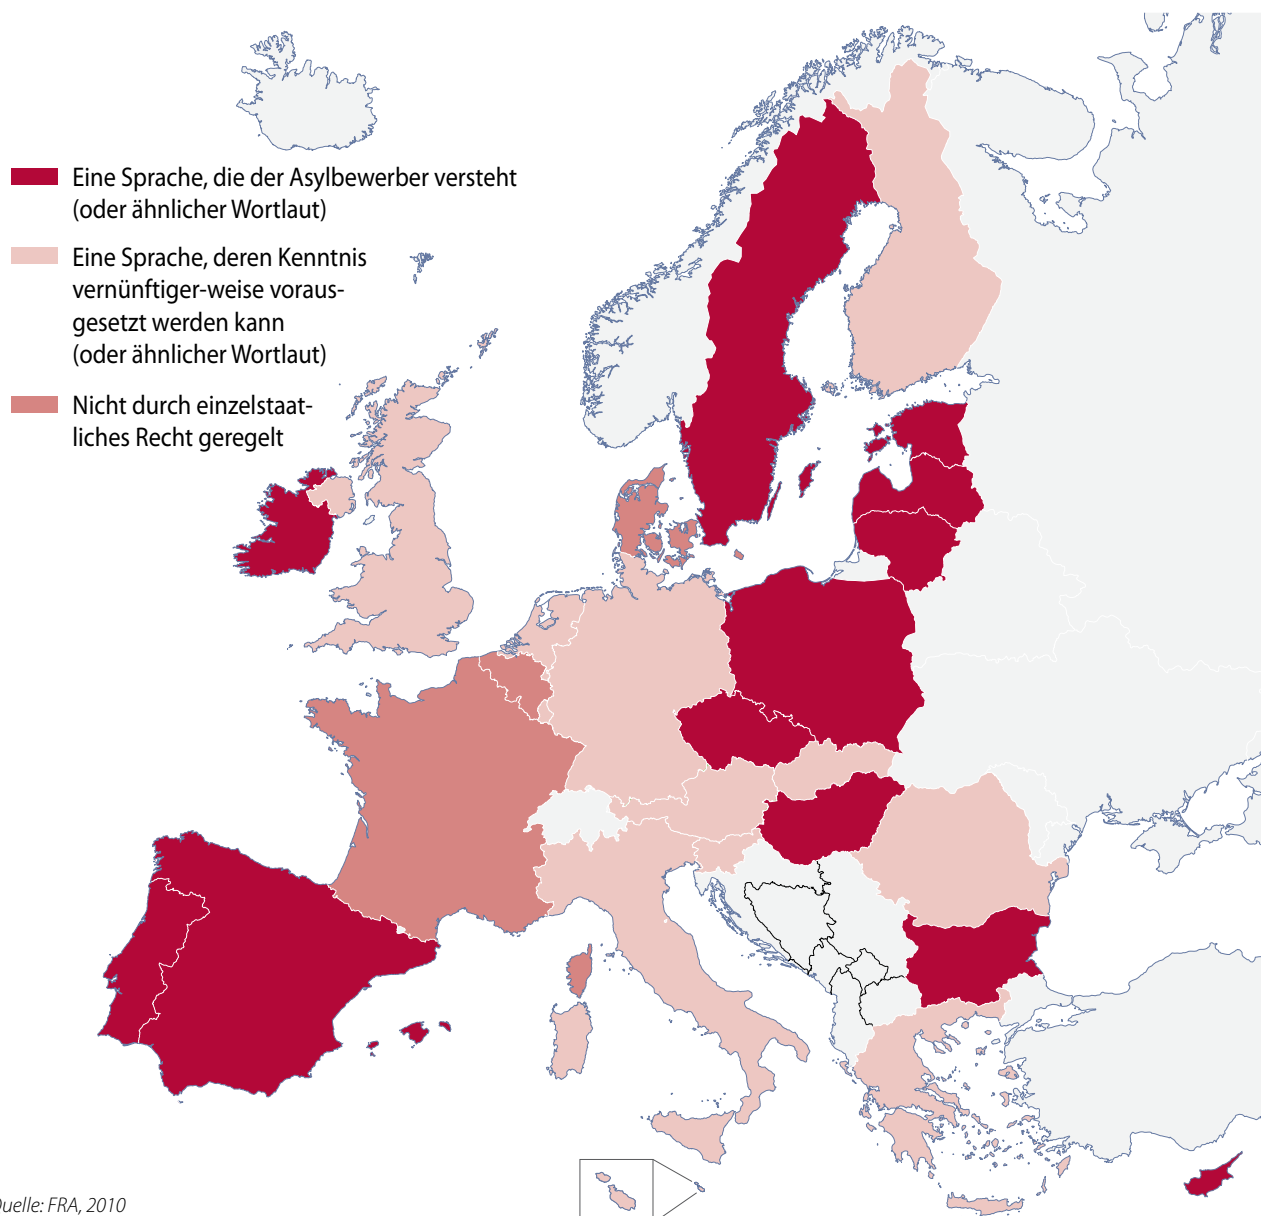 Eine Sprache, die der Asylbewerber versteht
(oder ähnlicher Wortlaut)
Eine Sprache, deren Kenntnis
vernünftiger-weise voraus-
gesetzt werden kann
(oder ähnlicher Wortlaut)
Nicht durch einzelstaat-
liches Recht geregelt
Quelle: FRA, 2010